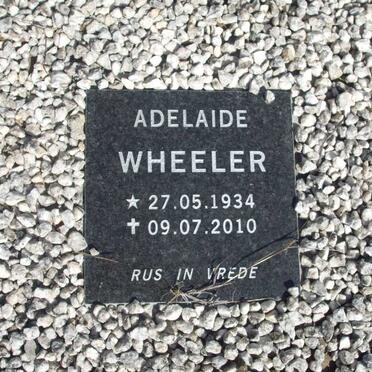 ADELAIDE
WHEELER
★ 27.05.1934
✝ 09.07.2010
RUS IN VREDE